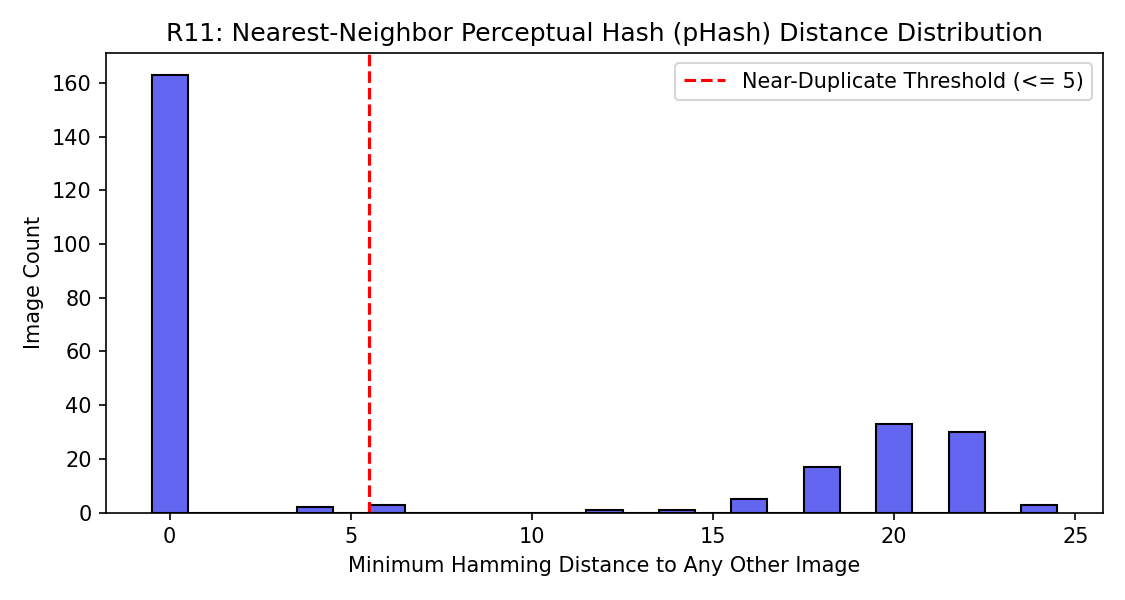 R11: Nearest-Neighbor Perceptual Hash (pHash) Distance Distribution
Near-Duplicate Threshold (<= 5)
Image Count
160
140
120
100
80
60
40
20
0
0 5 10 15 20 25
Minimum Hamming Distance to Any Other Image